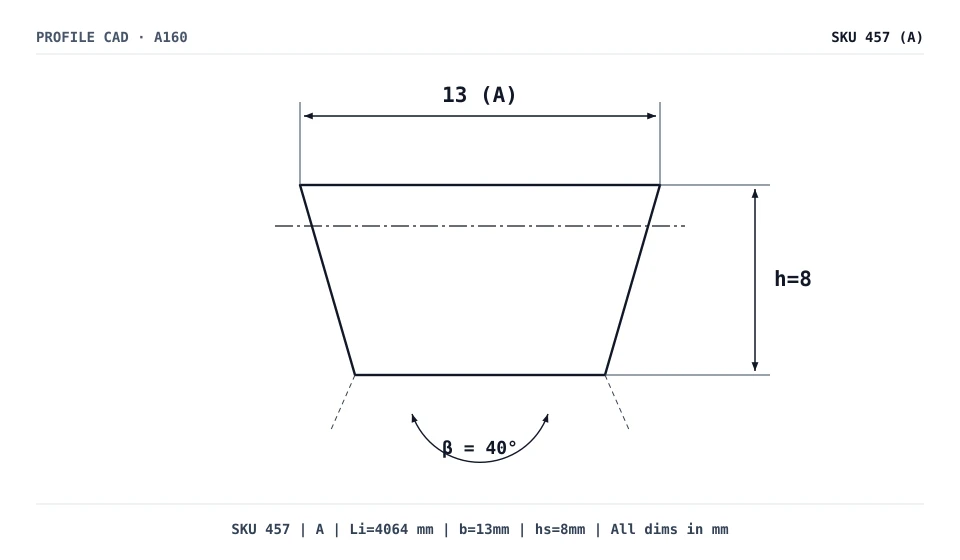 PROFILE CAD · A160
SKU 457 (A)
13 (A)
h=8
β = 40°
SKU 457 | A | Li=4064 mm | b=13mm | hs=8mm | All dims in mm